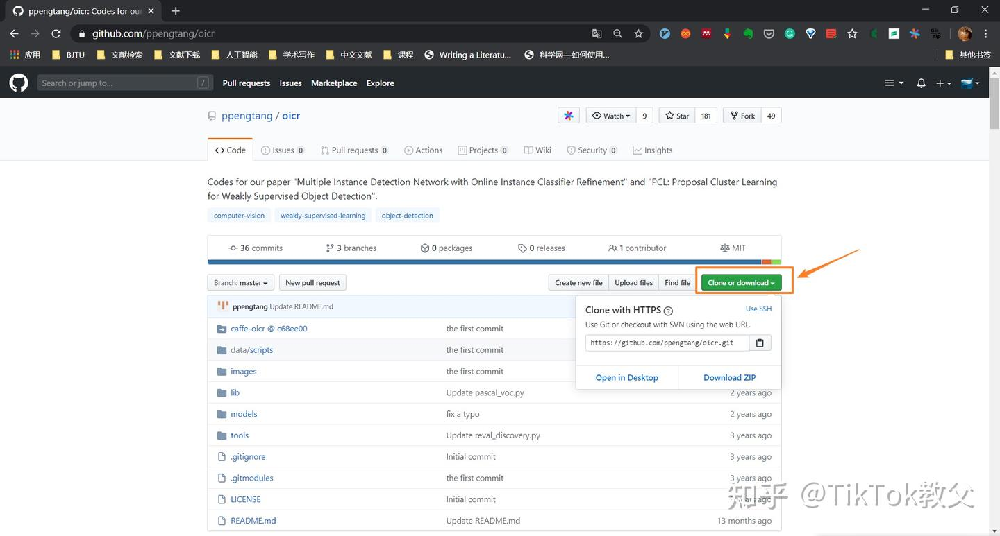 ppengtang/oicr: Codes for ou
github.com/ppengtang/oicr
应用 BJTU 文献检索 文献下载 人工智能 学术写作 中文文献 课程 Writing a Literatu... 科学网—如何使用... 其他书签
Search or jump to... / Pull requests Issues Marketplace Explore
ppengtang / oicr Watch 9 Star 181 Fork 49
Code Issues 0 Pull requests 0 Actions Projects 0 Wiki Security 0 Insights
Codes for our paper "Multiple Instance Detection Network with Online Instance Classifier Refinement" and "PCL: Proposal Cluster Learning
for Weakly Supervised Object Detection".
computer-vision weakly-supervised-learning object-detection
36 commits 3 branches 0 packages 0 releases 1 contributor MIT
Branch: master New pull request Create new file Upload files Find file Clone or download
ppengtang Update README.md
Clone with HTTPS ? Use SSH
Use Git or checkout with SVN using the web URL.
https://github.com/ppengtang/oicr.git
Open in Desktop Download ZIP
caffe-oicr @ c68ee00 the first commit
data/scripts the first commit
images the first commit
lib Update pascal_voc.py 2 years ago
models fix a typo 2 years ago
tools Update reval_discovery.py 3 years ago
.gitignore Initial commit 3 years ago
.gitmodules the first commit 3 years ago
LICENSE Initial commit ago
README.md Update README.md 13 months ago
知乎 @TikTok教父